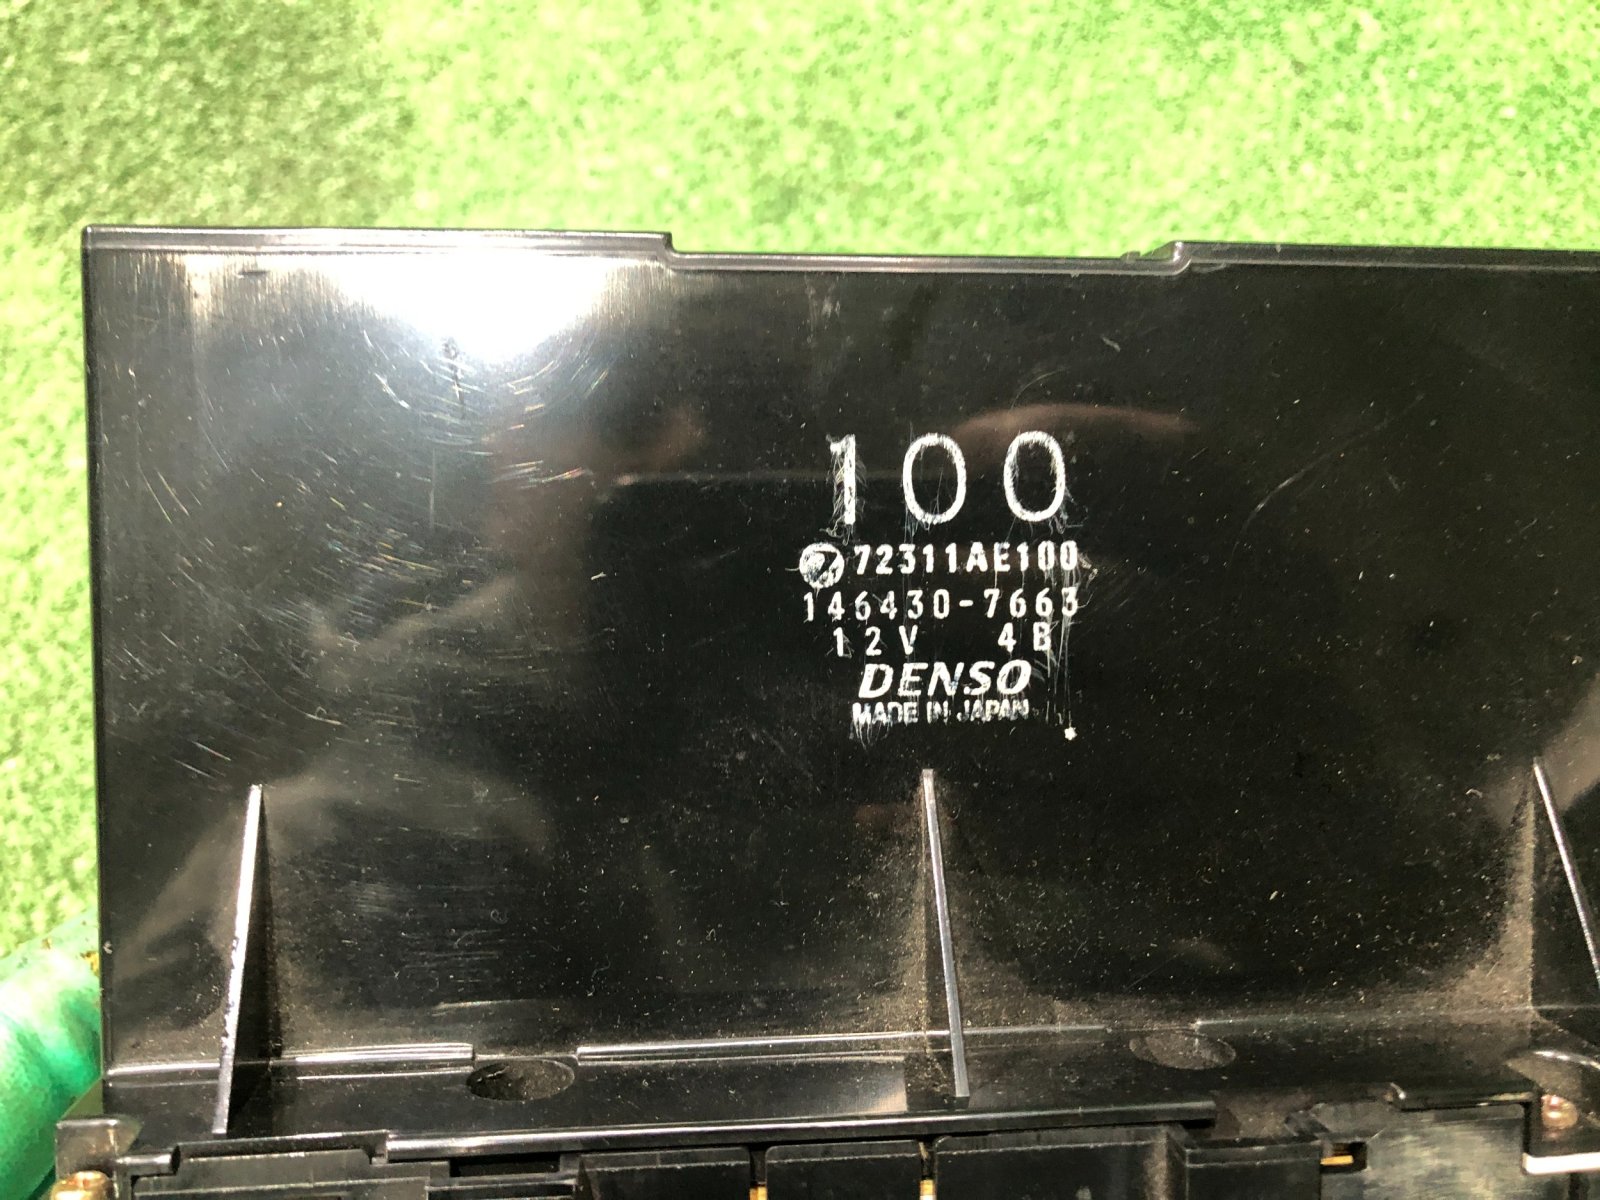 100
72311AE100
146430-7663
12V 4B
DENSO
MADE IN JAPAN